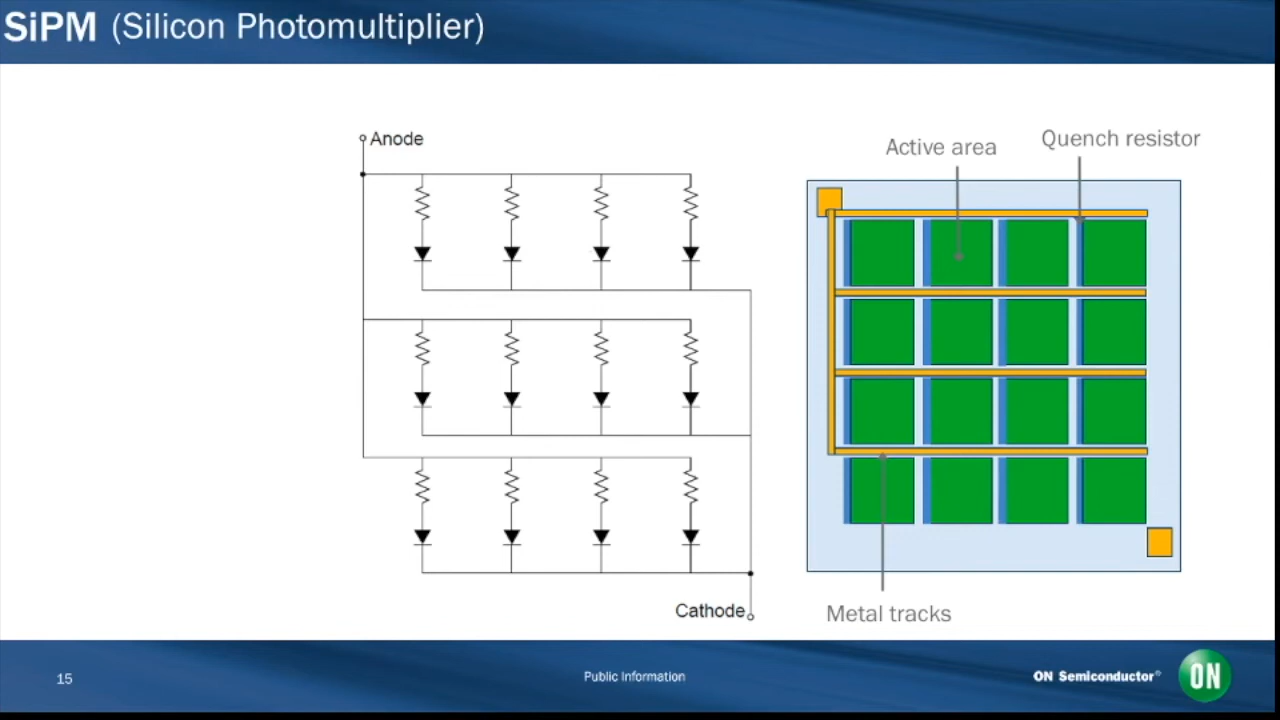 SiPM (Silicon Photomultiplier)
Anode
Active area
Quench resistor
Cathode
Metal tracks
15
Public Information
ON Semiconductor®
ON